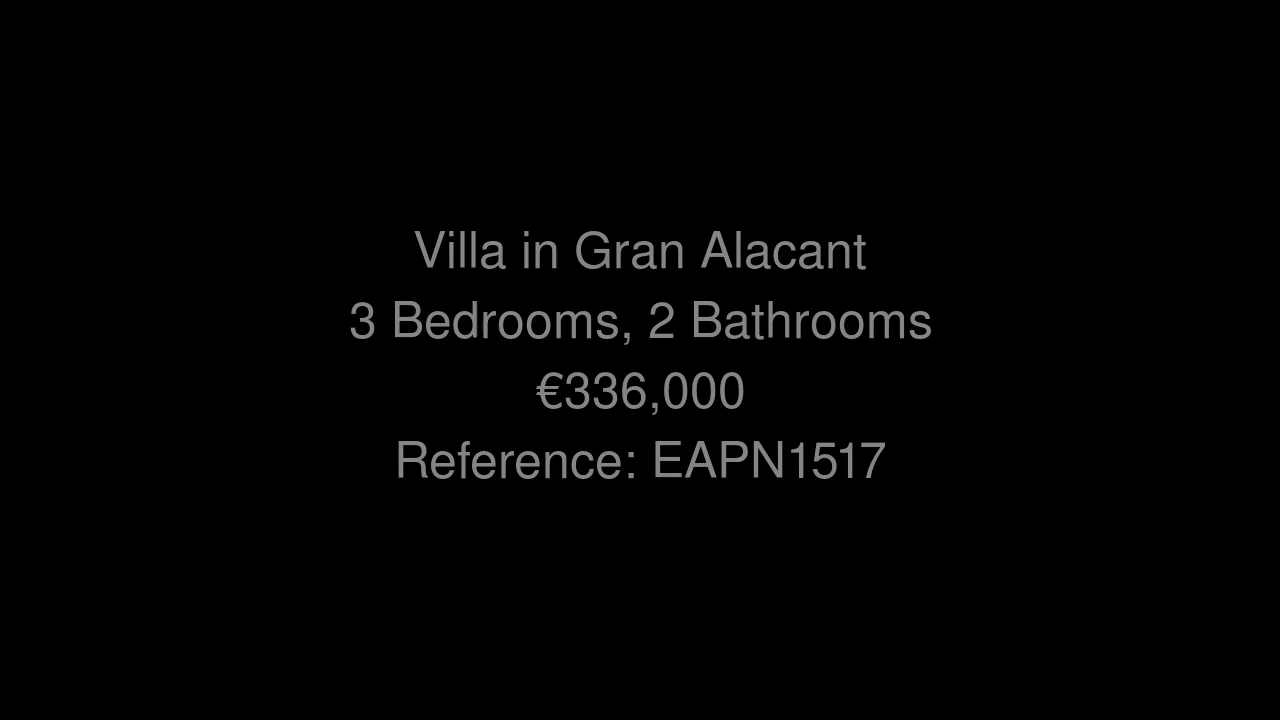 Villa in Gran Alacant
3 Bedrooms, 2 Bathrooms
€336,000
Reference: EAPN1517